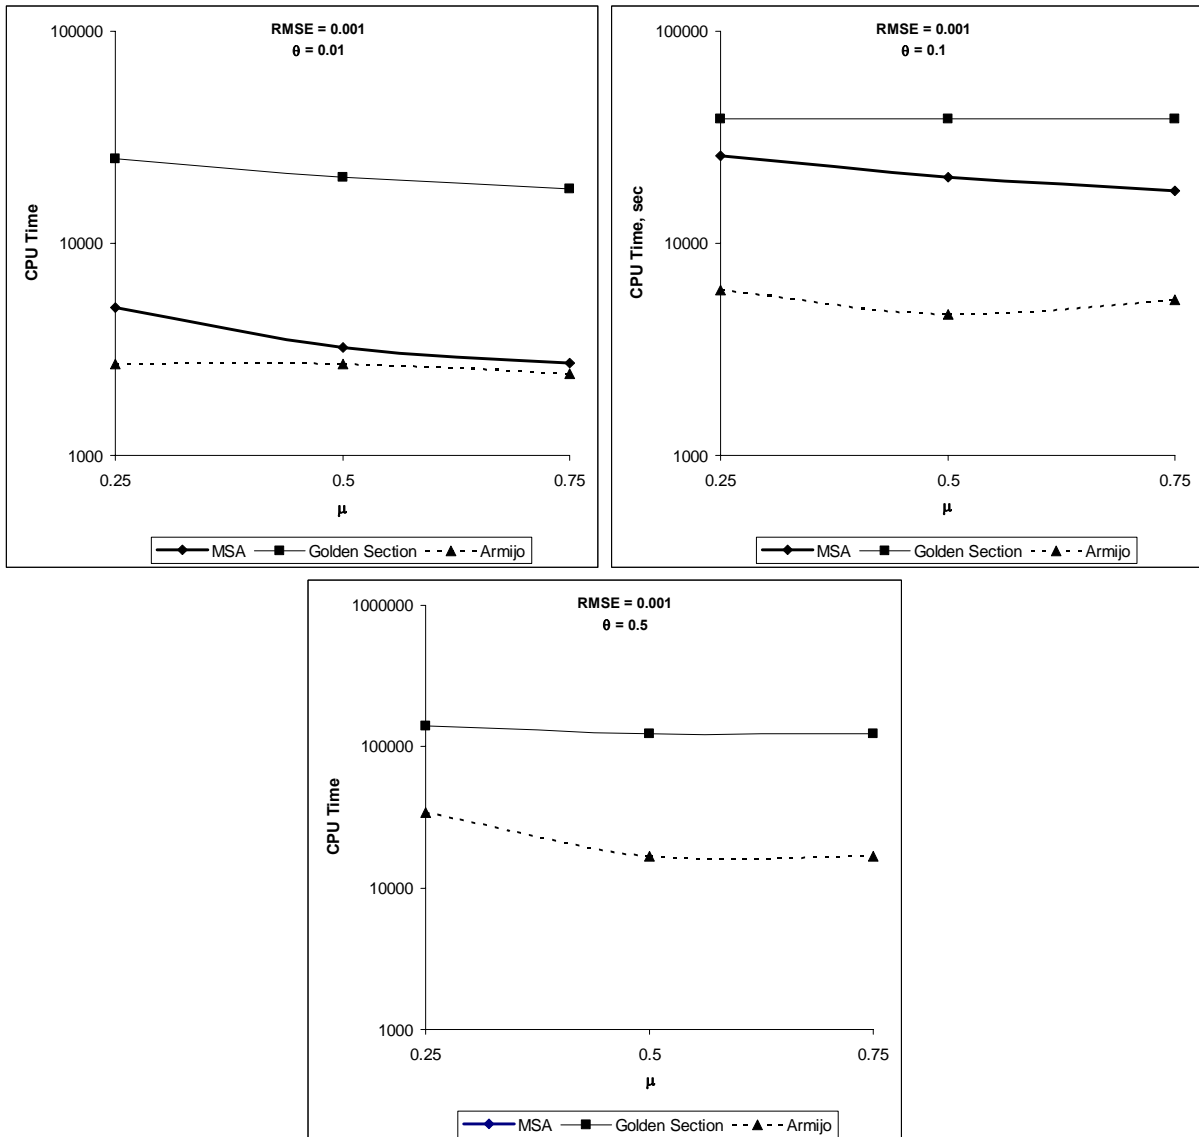 RMSE = 0.001
θ = 0.01
100000
10000
1000
CPU Time
0.25 0.5 0.75
μ
MSA Golden Section Armijo
RMSE = 0.001
θ = 0.1
100000
10000
1000
CPU Time, sec
0.25 0.5 0.75
μ
MSA Golden Section Armijo
RMSE = 0.001
θ = 0.5
1000000
100000
10000
1000
CPU Time
0.25 0.5 0.75
μ
MSA Golden Section Armijo